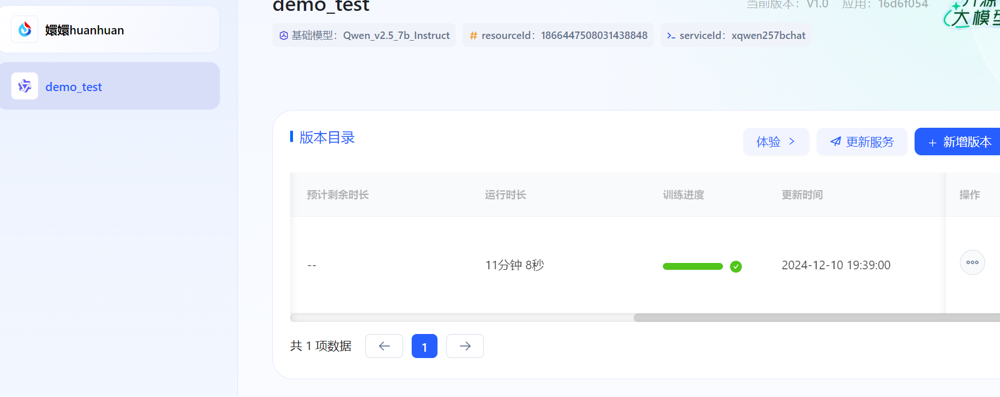 demo_test
当前版本：V1.0 应用：16d6f054
大模型
嬛嬛huanhuan
基础模型：Qwen_v2.5_7b_Instruct
# resourceId：1866447508031438848
serviceId：xqwen257bchat
demo_test
版本目录
体验 >
更新服务
+ 新增版本
预计剩余时长 运行时长 训练进度 更新时间 操作
-- 11分钟 8秒 2024-12-10 19:39:00
共 1 项数据
1